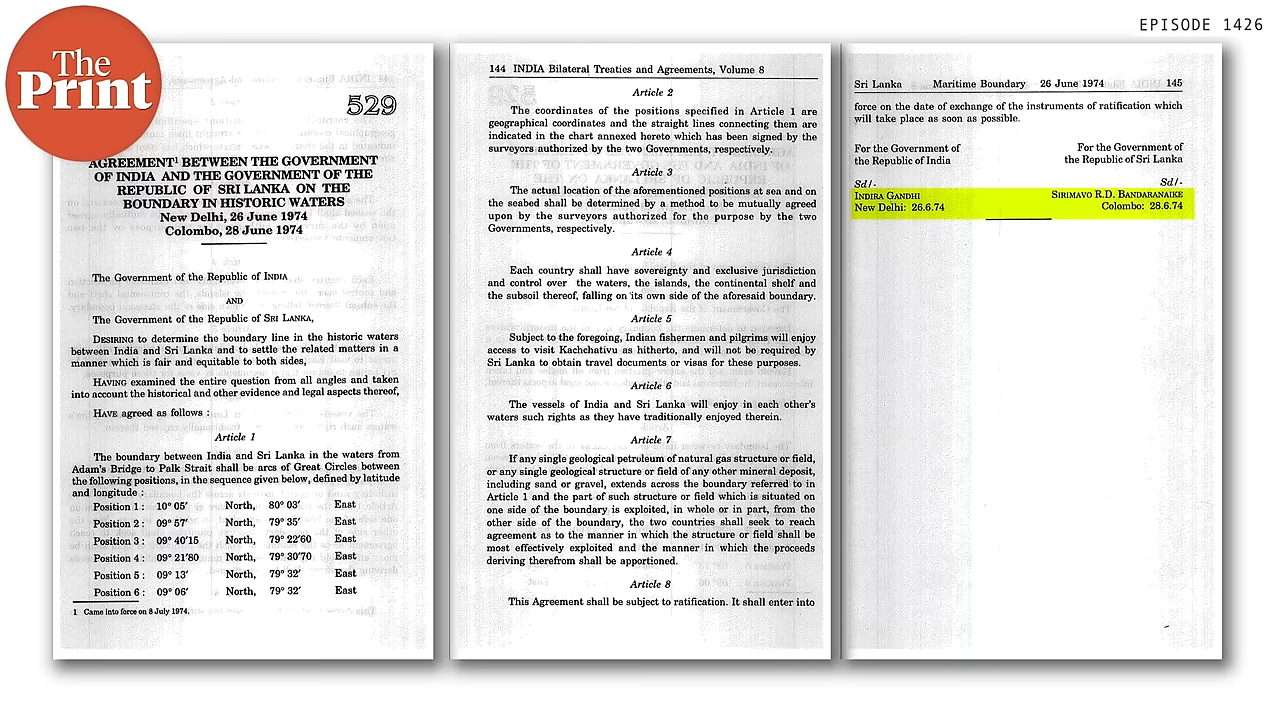 EPISODE 1426
The
Print
529
AGREEMENT¹ BETWEEN THE GOVERNMENT
OF INDIA AND THE GOVERNMENT OF THE
REPUBLIC OF SRI LANKA ON THE
BOUNDARY IN HISTORIC WATERS
New Delhi, 26 June 1974
Colombo, 28 June 1974
The Government of the Republic of INDIA
AND
The Government of the Republic of SRI LANKA,
DESIRING to determine the boundary line in the historic waters
between India and Sri Lanka and to settle the related matters in a
manner which is fair and equitable to both sides,
HAVING examined the entire question from all angles and taken
into account the historical and other evidence and legal aspects thereof,
HAVE agreed as follows :
Article 1
The boundary between India and Sri Lanka in the waters from
Adam's Bridge to Palk Strait shall be arcs of Great Circles between
the following positions, in the sequence given below, defined by latitude
and longitude :
Position 1 : 10° 05′ North, 80° 03′ East
Position 2 : 09° 57′ North, 79° 35′ East
Position 3 : 09° 40′15 North, 79° 22′60 East
Position 4 : 09° 21′80 North, 79° 30′70 East
Position 5 : 09° 13′ North, 79° 32′ East
Position 6 : 09° 06′ North, 79° 32′ East
1 Came into force on 8 July 1974.
144 INDIA Bilateral Treaties and Agreements, Volume 8
Article 2
The coordinates of the positions specified in Article 1 are
geographical coordinates and the straight lines connecting them are
indicated in the chart annexed hereto which has been signed by the
surveyors authorized by the two Governments, respectively.
Article 3
The actual location of the aforementioned positions at sea and on
the seabed shall be determined by a method to be mutually agreed
upon by the surveyors authorized for the purpose by the two
Governments, respectively.
Article 4
Each country shall have sovereignty and exclusive jurisdiction
and control over the waters, the islands, the continental shelf and
the subsoil thereof, falling on its own side of the aforesaid boundary.
Article 5
Subject to the foregoing, Indian fishermen and pilgrims will enjoy
access to visit Kachchativu as hitherto, and will not be required by
Sri Lanka to obtain travel documents or visas for these purposes.
Article 6
The vessels of India and Sri Lanka will enjoy in each other's
waters such rights as they have traditionally enjoyed therein.
Article 7
If any single geological petroleum of natural gas structure or field,
or any single geological structure or field of any other mineral deposit,
including sand or gravel, extends across the boundary referred to in
Article 1 and the part of such structure or field which is situated on
one side of the boundary is exploited, in whole or in part, from the
other side of the boundary, the two countries shall seek to reach
agreement as to the manner in which the structure or field shall be
most effectively exploited and the manner in which the proceeds
deriving therefrom shall be apportioned.
Article 8
This Agreement shall be subject to ratification. It shall enter into
Sri Lanka Maritime Boundary 26 June 1974 145
force on the date of exchange of the instruments of ratification which
will take place as soon as possible.
For the Government of
the Republic of India
Sd/-
INDIRA GANDHI
New Delhi: 26.6.74
For the Government of
the Republic of Sri Lanka
Sd/-
SIRIMAVO R.D. BANDARANAIKE
Colombo: 28.6.74